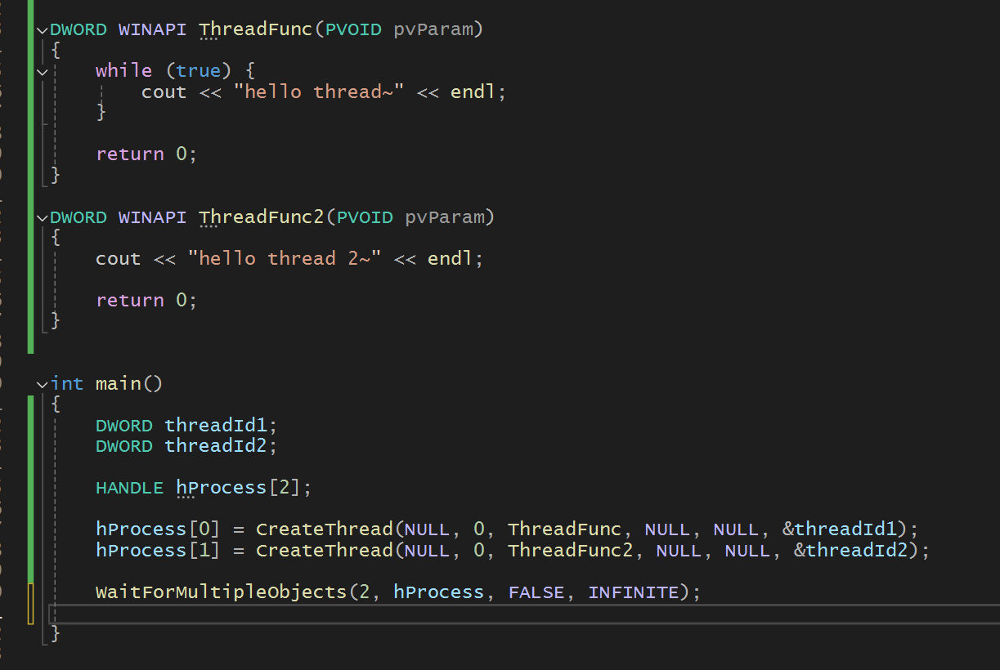 DWORD WINAPI ThreadFunc(PVOID pvParam)
{
    while (true) {
        cout << "hello thread~" << endl;
    }

    return 0;
}

DWORD WINAPI ThreadFunc2(PVOID pvParam)
{
    cout << "hello thread 2~" << endl;

    return 0;
}

int main()
{
    DWORD threadId1;
    DWORD threadId2;

    HANDLE hProcess[2];

    hProcess[0] = CreateThread(NULL, 0, ThreadFunc, NULL, NULL, &threadId1);
    hProcess[1] = CreateThread(NULL, 0, ThreadFunc2, NULL, NULL, &threadId2);

    WaitForMultipleObjects(2, hProcess, FALSE, INFINITE);

}